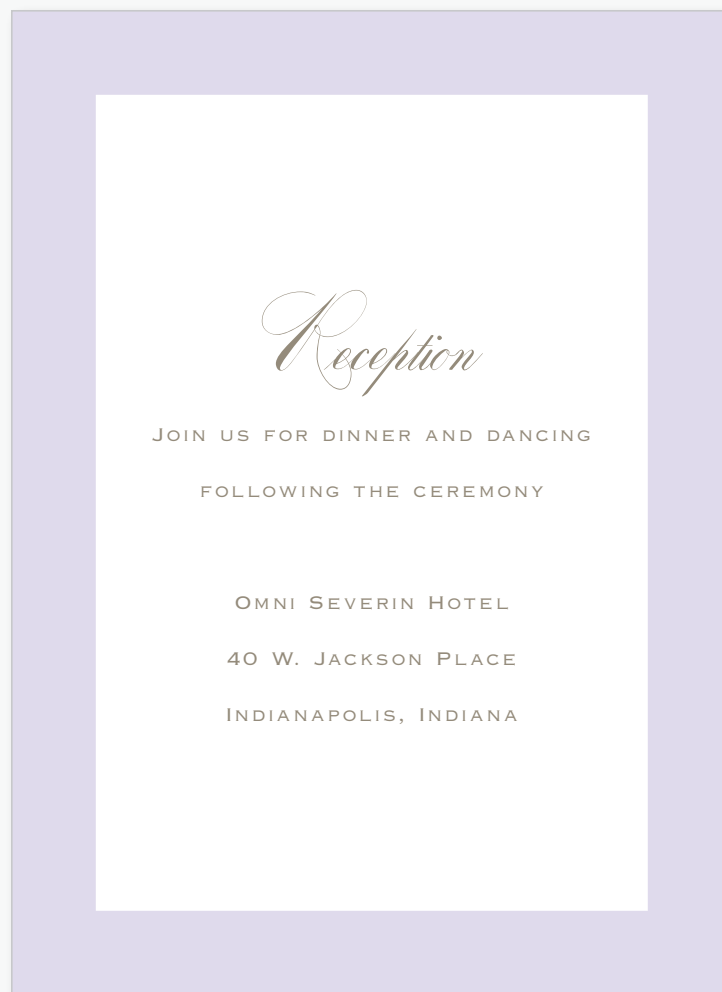 Reception
Join us for dinner and dancing
following the ceremony
Omni Severin Hotel
40 W. Jackson Place
Indianapolis, Indiana